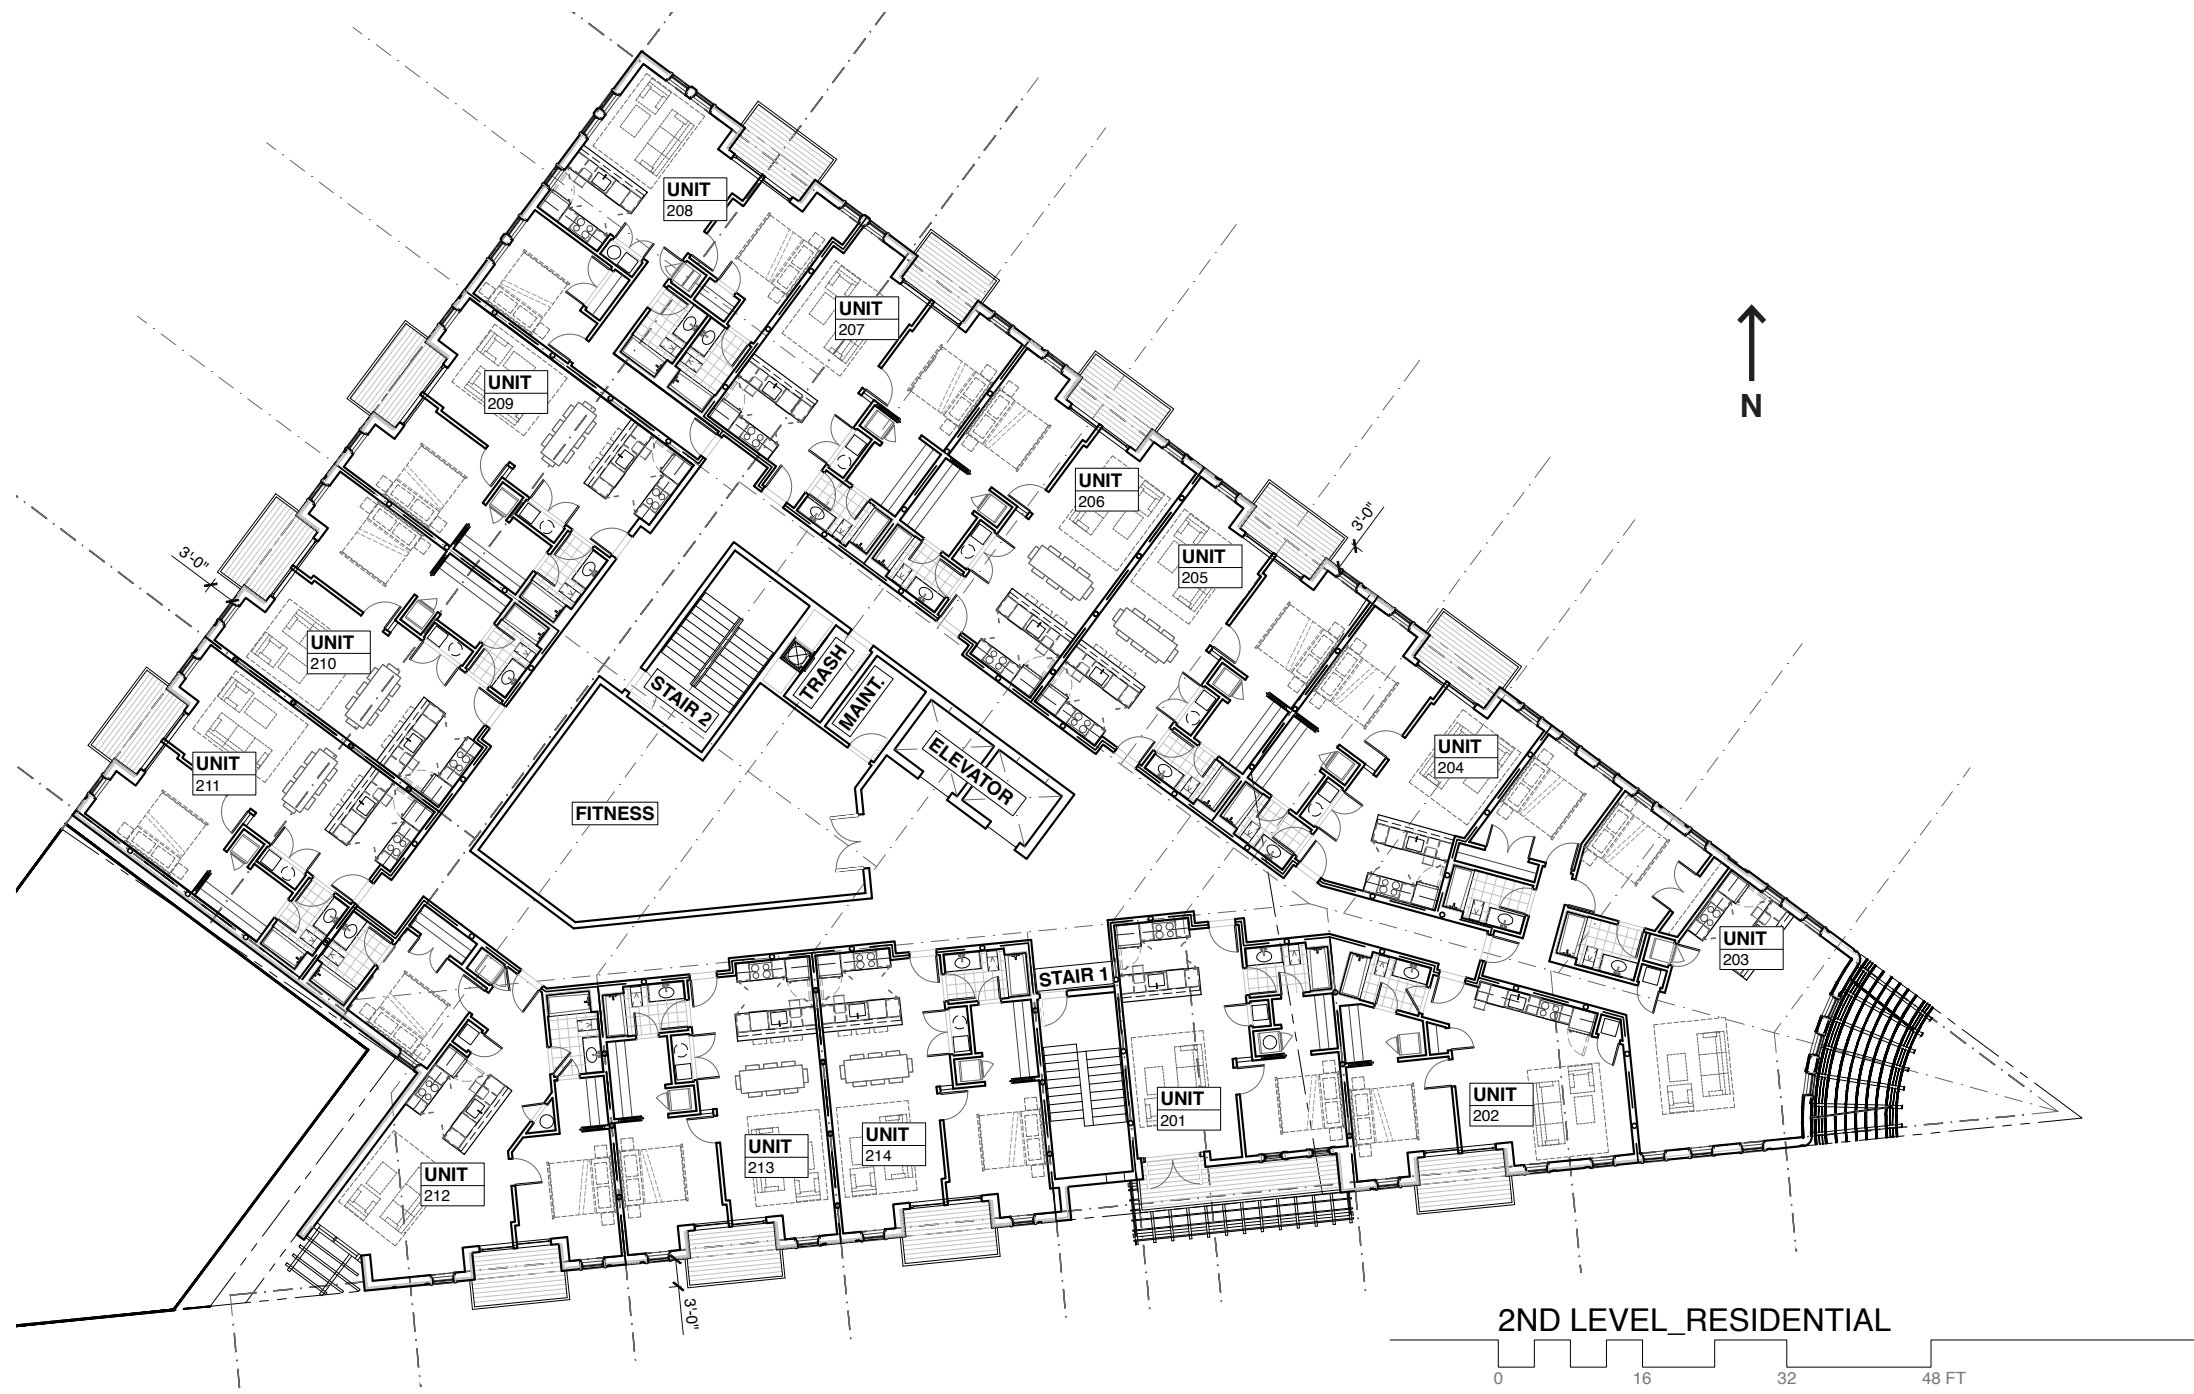 UNIT
208
UNIT
207
UNIT
209
UNIT
206
3'-0"
UNIT
205
3'-0"
UNIT
210
N
UNIT
211
STAIR 2
TRASH
MAINT.
ELEVATOR
UNIT
204
FITNESS
UNIT
203
STAIR 1
UNIT
201
UNIT
202
UNIT
212
UNIT
213
UNIT
214
3'-0"
2ND LEVEL_RESIDENTIAL
0 16 32 48 FT